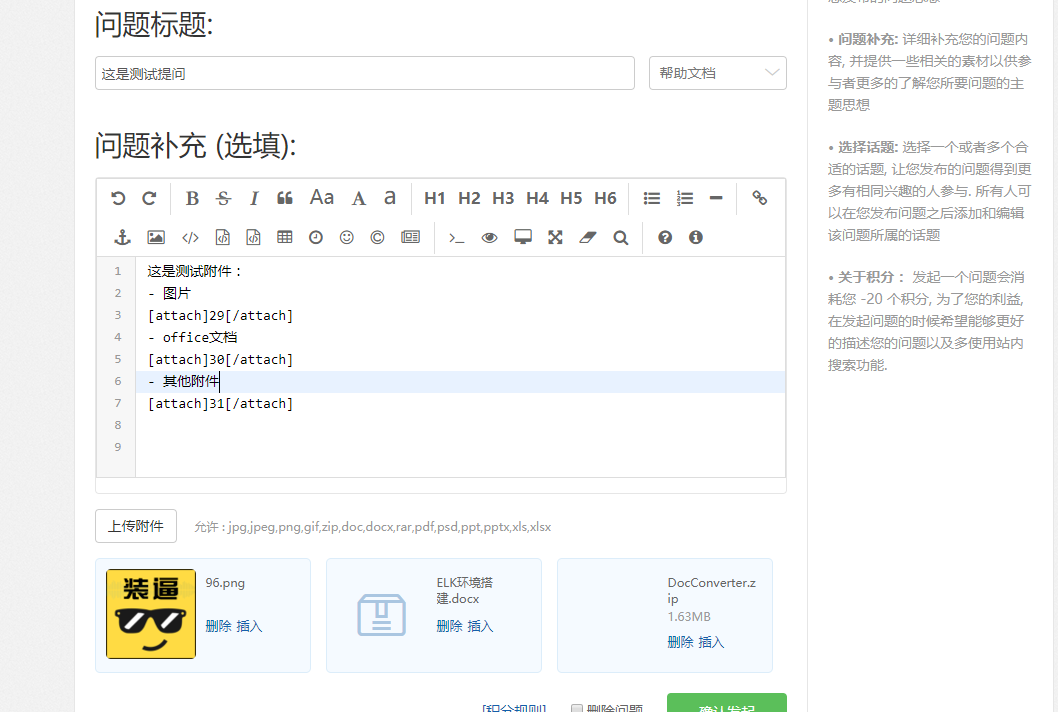 问题标题:
这是测试提问
帮助文档
问题补充 (选填):
B S I Aa A a H1 H2 H3 H4 H5 H6
1 这是测试附件：
2 - 图片
3 [attach]29[/attach]
4 - office文档
5 [attach]30[/attach]
6 - 其他附件
7 [attach]31[/attach]
8
9
上传附件 允许 : jpg,jpeg,png,gif,zip,doc,docx,rar,pdf,psd,ppt,pptx,xls,xlsx
装逼
96.png
删除 插入
ELK环境搭
建.docx
删除 插入
DocConverter.z
ip
1.63MB
删除 插入
[积分规则] 删除问题 确认发起
• 问题补充: 详细补充您的问题内
容, 并提供一些相关的素材以供参
与者更多的了解您所要问题的主
题思想
• 选择话题: 选择一个或者多个合
适的话题, 让您发布的问题得到更
多有相同兴趣的人参与. 所有人可
以在您发布问题之后添加和编辑
该问题所属的话题
• 关于积分： 发起一个问题会消
耗您 -20 个积分, 为了您的利益,
在发起问题的时候希望能够更好
的描述您的问题以及多使用站内
搜索功能.